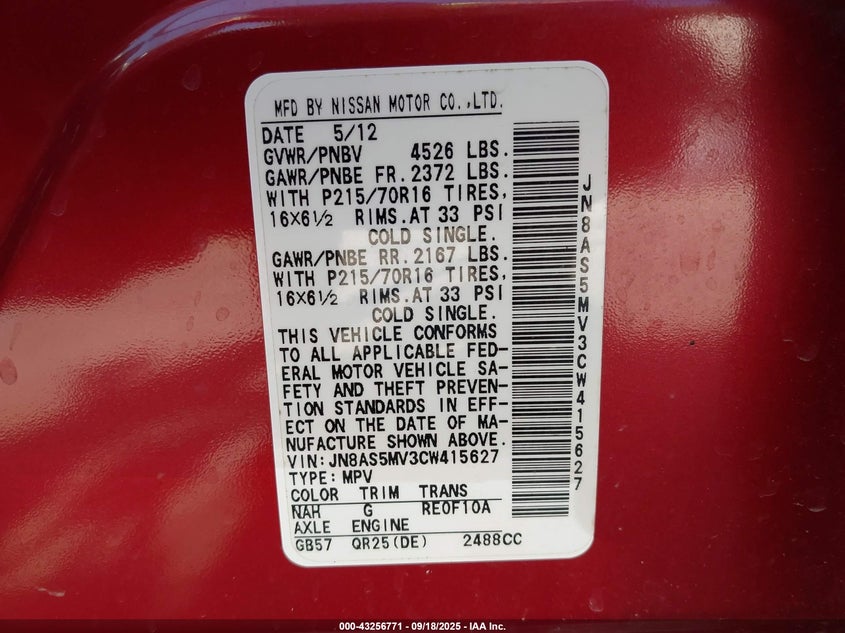 MFD BY NISSAN MOTOR CO.,LTD.
DATE 5/12
GVWR/PNBV 4526 LBS.
GAWR/PNBE FR.2372 LBS.
WITH P215/70R16 TIRES,
16X6½ RIMS.AT 33 PSI
COLD SINGLE.
GAWR/PNBE RR.2167 LBS.
WITH P215/70R16 TIRES,
16X6½ RIMS.AT 33 PSI
COLD SINGLE.
THIS VEHICLE CONFORMS
TO ALL APPLICABLE FED-
ERAL MOTOR VEHICLE SA-
FETY AND THEFT PREVEN-
TION STANDARDS IN EFF-
ECT ON THE DATE OF MA-
NUFACTURE SHOWN ABOVE.
VIN:JN8AS5MV3CW415627
TYPE:MPV
COLOR TRIM TRANS
NAH G RE0F10A
AXLE ENGINE
GB57 QR25(DE) 2488CC
JN8AS5MV3CW415627
000-43256771 - 09/18/2025 - IAA Inc.